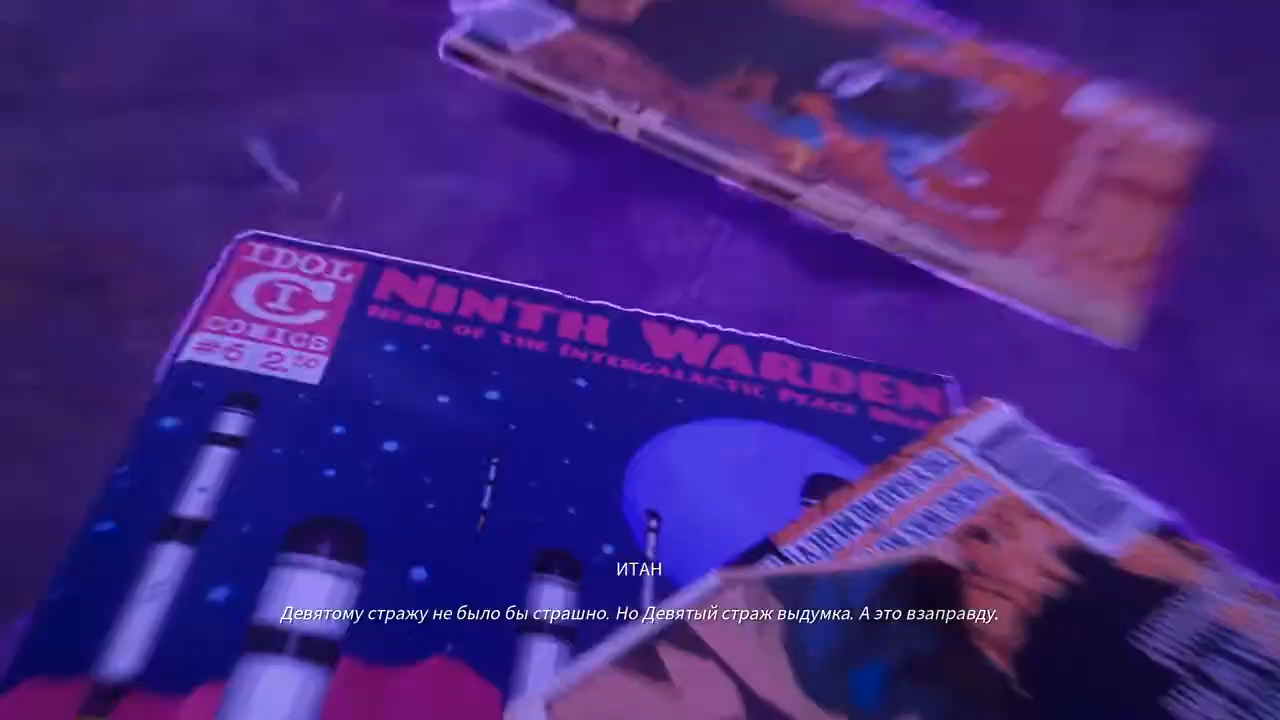 IDOL
C I
COMICS
#6 2.50
NINTH WARDEN
HERO OF THE INTERGALACTIC PEACE
ИТАН
Девятому стражу не было бы страшно. Но Девятый страж выдумка. А это взаправду.